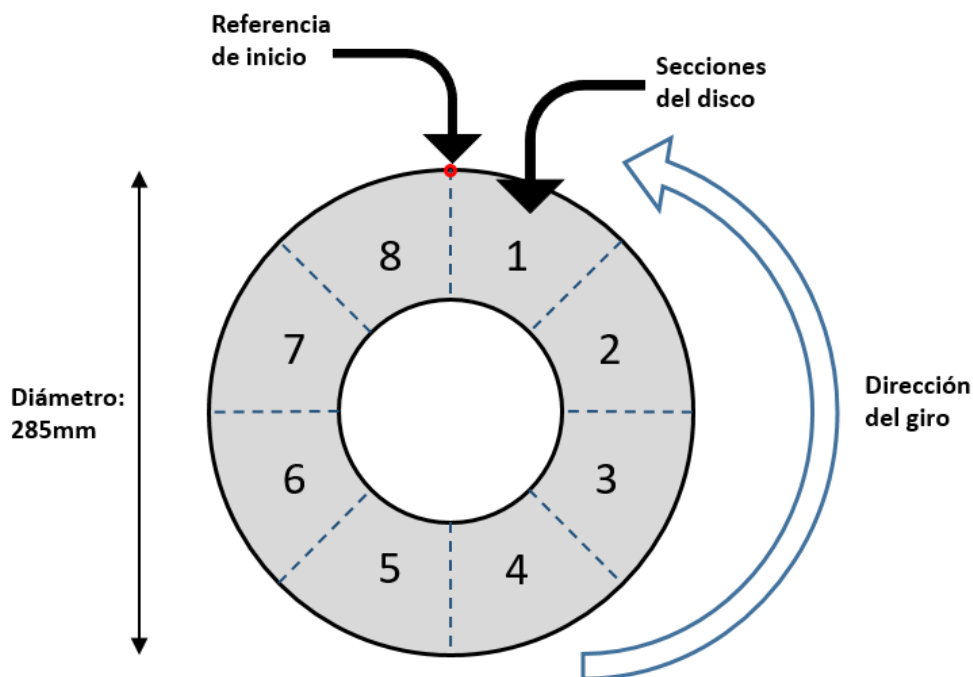 Referencia
de inicio
Secciones
del disco
8
1
7
2
Diámetro:
285mm
Dirección
del giro
6
3
5
4